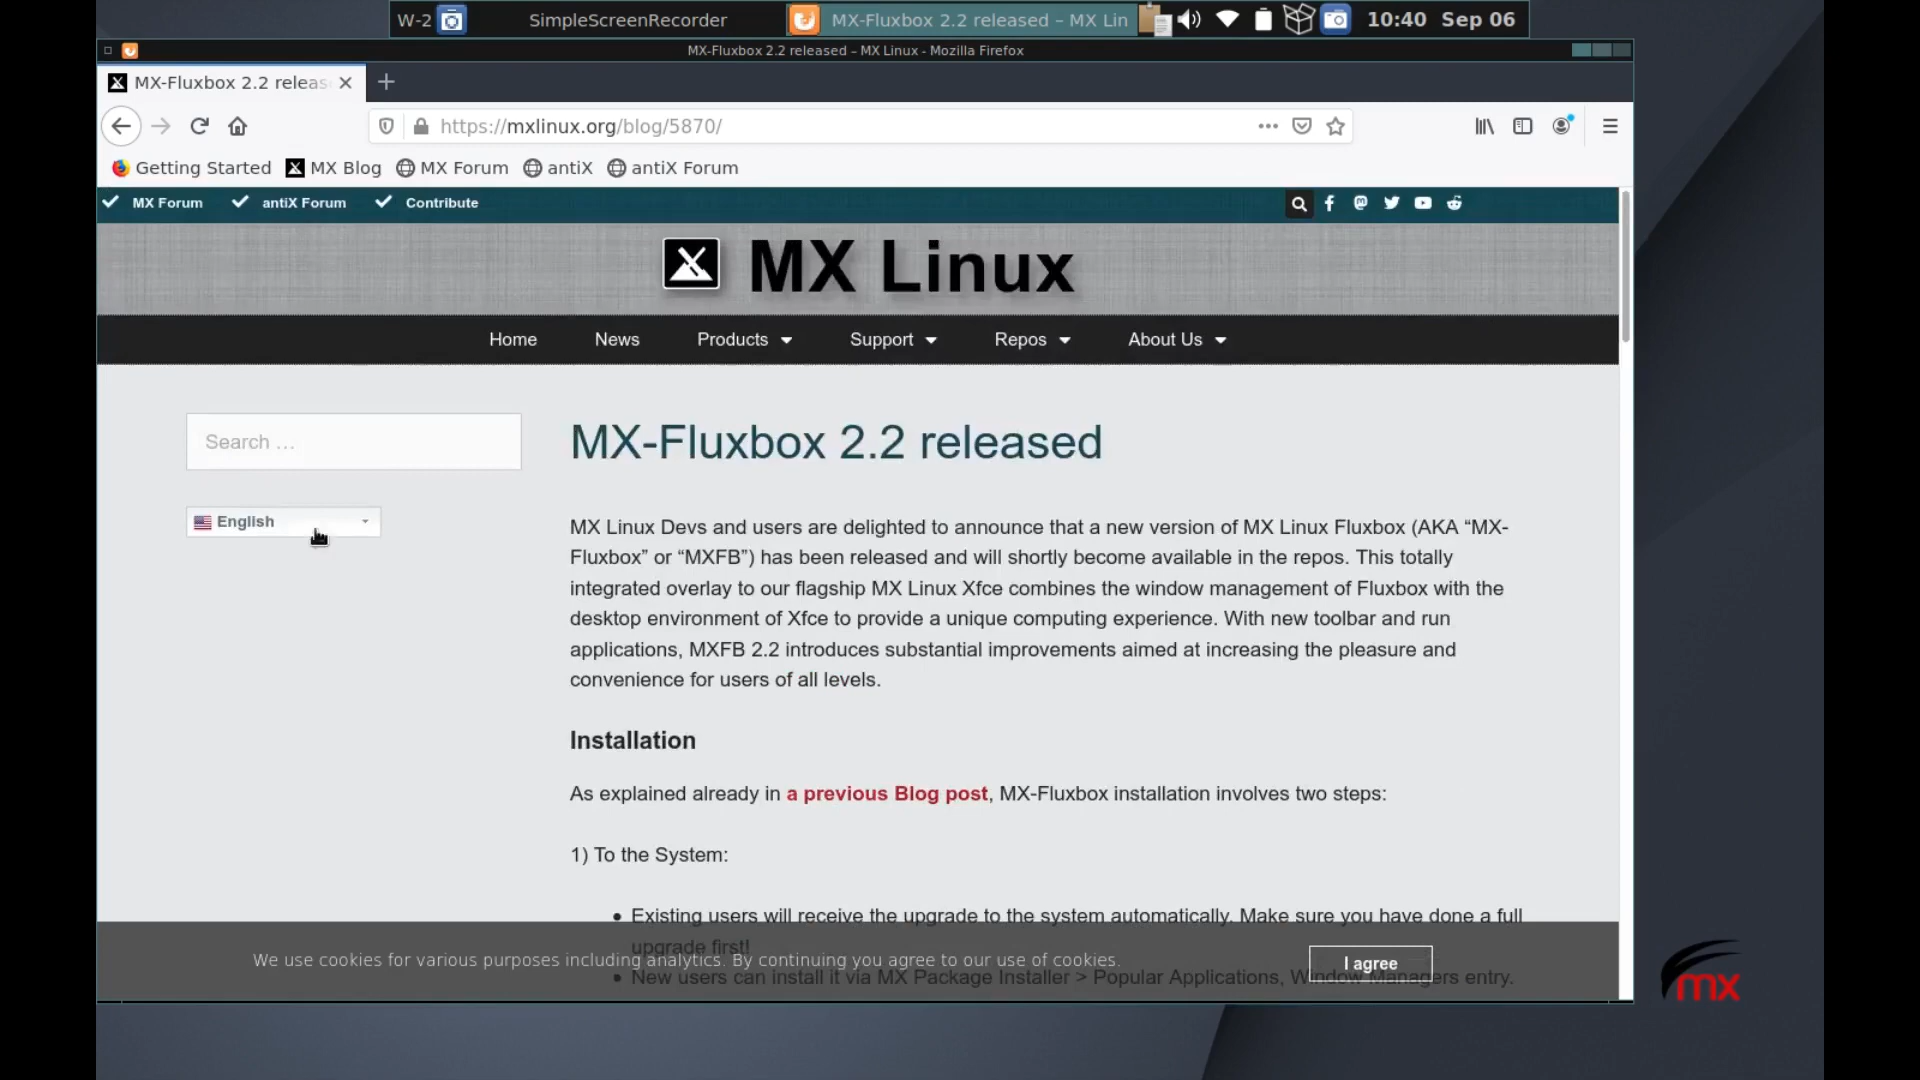 W-2 SimpleScreenRecorder MX-Fluxbox 2.2 released – MX Lin 10:40 Sep 06
MX-Fluxbox 2.2 released – MX Linux - Mozilla Firefox
MX-Fluxbox 2.2 releas
https://mxlinux.org/blog/5870/
Getting Started MX Blog MX Forum antiX antiX Forum
MX Forum antiX Forum Contribute
MX Linux
Home News Products Support Repos About Us
Search ...
English
MX-Fluxbox 2.2 released
MX Linux Devs and users are delighted to announce that a new version of MX Linux Fluxbox (AKA “MX-
Fluxbox” or “MXFB”) has been released and will shortly become available in the repos. This totally
integrated overlay to our flagship MX Linux Xfce combines the window management of Fluxbox with the
desktop environment of Xfce to provide a unique computing experience. With new toolbar and run
applications, MXFB 2.2 introduces substantial improvements aimed at increasing the pleasure and
convenience for users of all levels.
Installation
As explained already in a previous Blog post, MX-Fluxbox installation involves two steps:
1) To the System:
Existing users will receive the upgrade to the system automatically. Make sure you have done a full
upgrade first!
We use cookies for various purposes including analytics. By continuing you agree to our use of cookies.
I agree
New users can install it via MX Package Installer > Popular Applications, Window Managers entry.
mx